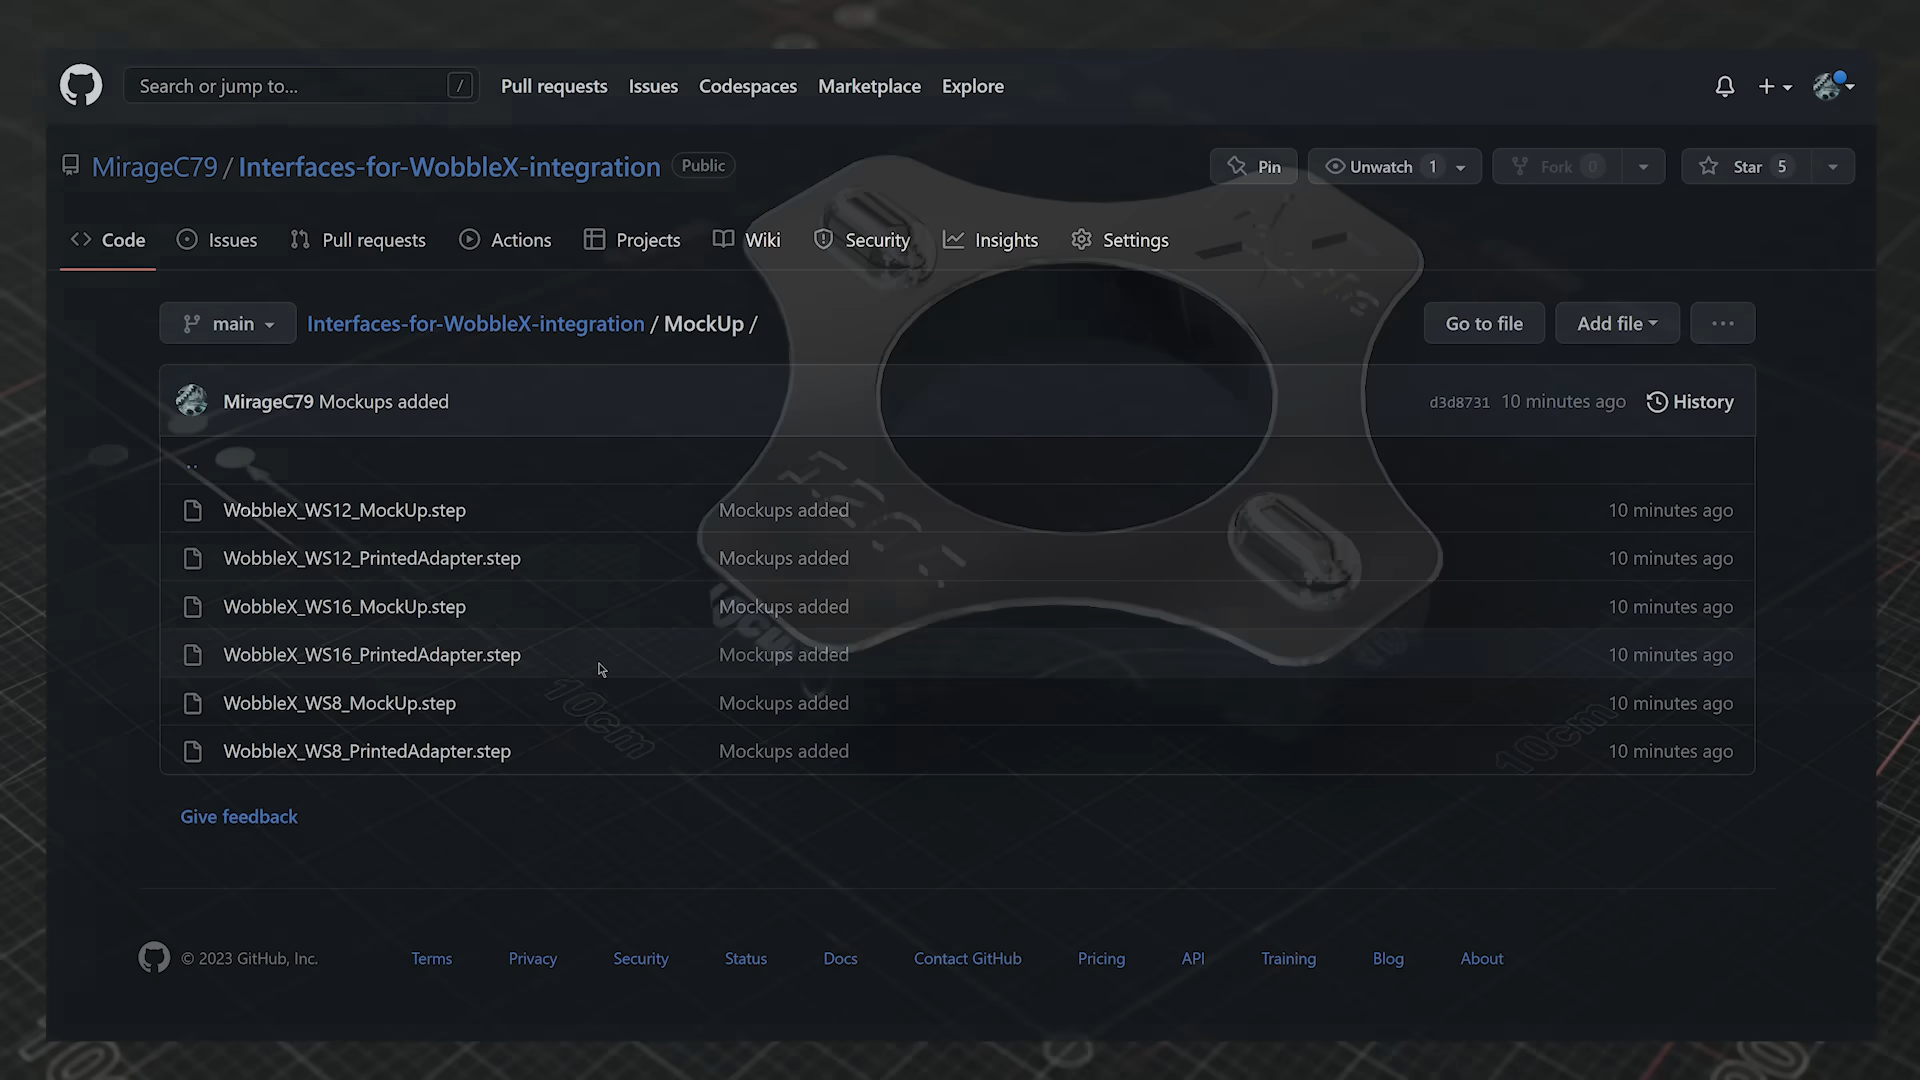 Search or jump to... /
Pull requests Issues Codespaces Marketplace Explore
MirageC79 / Interfaces-for-WobbleX-integration Public
Pin Unwatch 1 Fork 0 Star 5
Code Issues Pull requests Actions Projects Wiki Security Insights Settings
main Interfaces-for-WobbleX-integration / MockUp /
Go to file Add file ...
MirageC79 Mockups added d3d8731 10 minutes ago History
..
WobbleX_WS12_MockUp.step Mockups added 10 minutes ago
WobbleX_WS12_PrintedAdapter.step Mockups added 10 minutes ago
WobbleX_WS16_MockUp.step Mockups added 10 minutes ago
WobbleX_WS16_PrintedAdapter.step Mockups added 10 minutes ago
WobbleX_WS8_MockUp.step Mockups added 10 minutes ago
WobbleX_WS8_PrintedAdapter.step Mockups added 10 minutes ago
10cm
10cm
Give feedback
© 2023 GitHub, Inc. Terms Privacy Security Status Docs Contact GitHub Pricing API Training Blog About